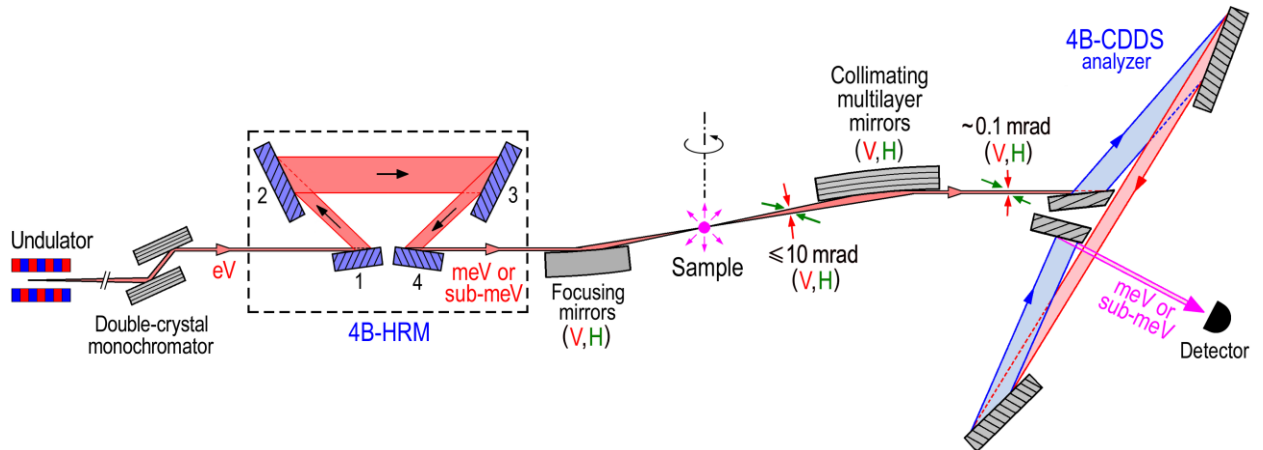 Undulator
eV
Double-crystal
monochromator
2
3
1
4
4B-HRM
meV or
sub-meV
Focusing
mirrors
(V,H)
Sample
⩽10 mrad
(V,H)
Collimating
multilayer
mirrors
(V,H)
~0.1 mrad
(V,H)
4B-CDDS
analyzer
meV or
sub-meV
Detector